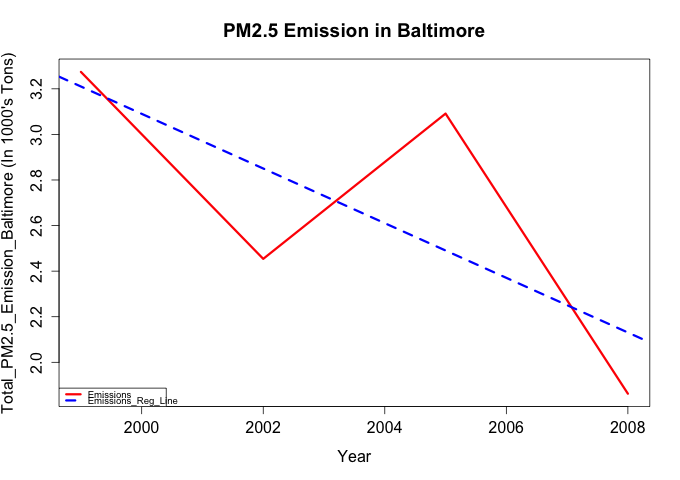 PM2.5 Emission in Baltimore
Total_PM2.5_Emission_Baltimore (In 1000's Tons)
3.2
3.0
2.8
2.6
2.4
2.2
2.0
Emissions
Emissions_Reg_Line
2000 2002 2004 2006 2008
Year